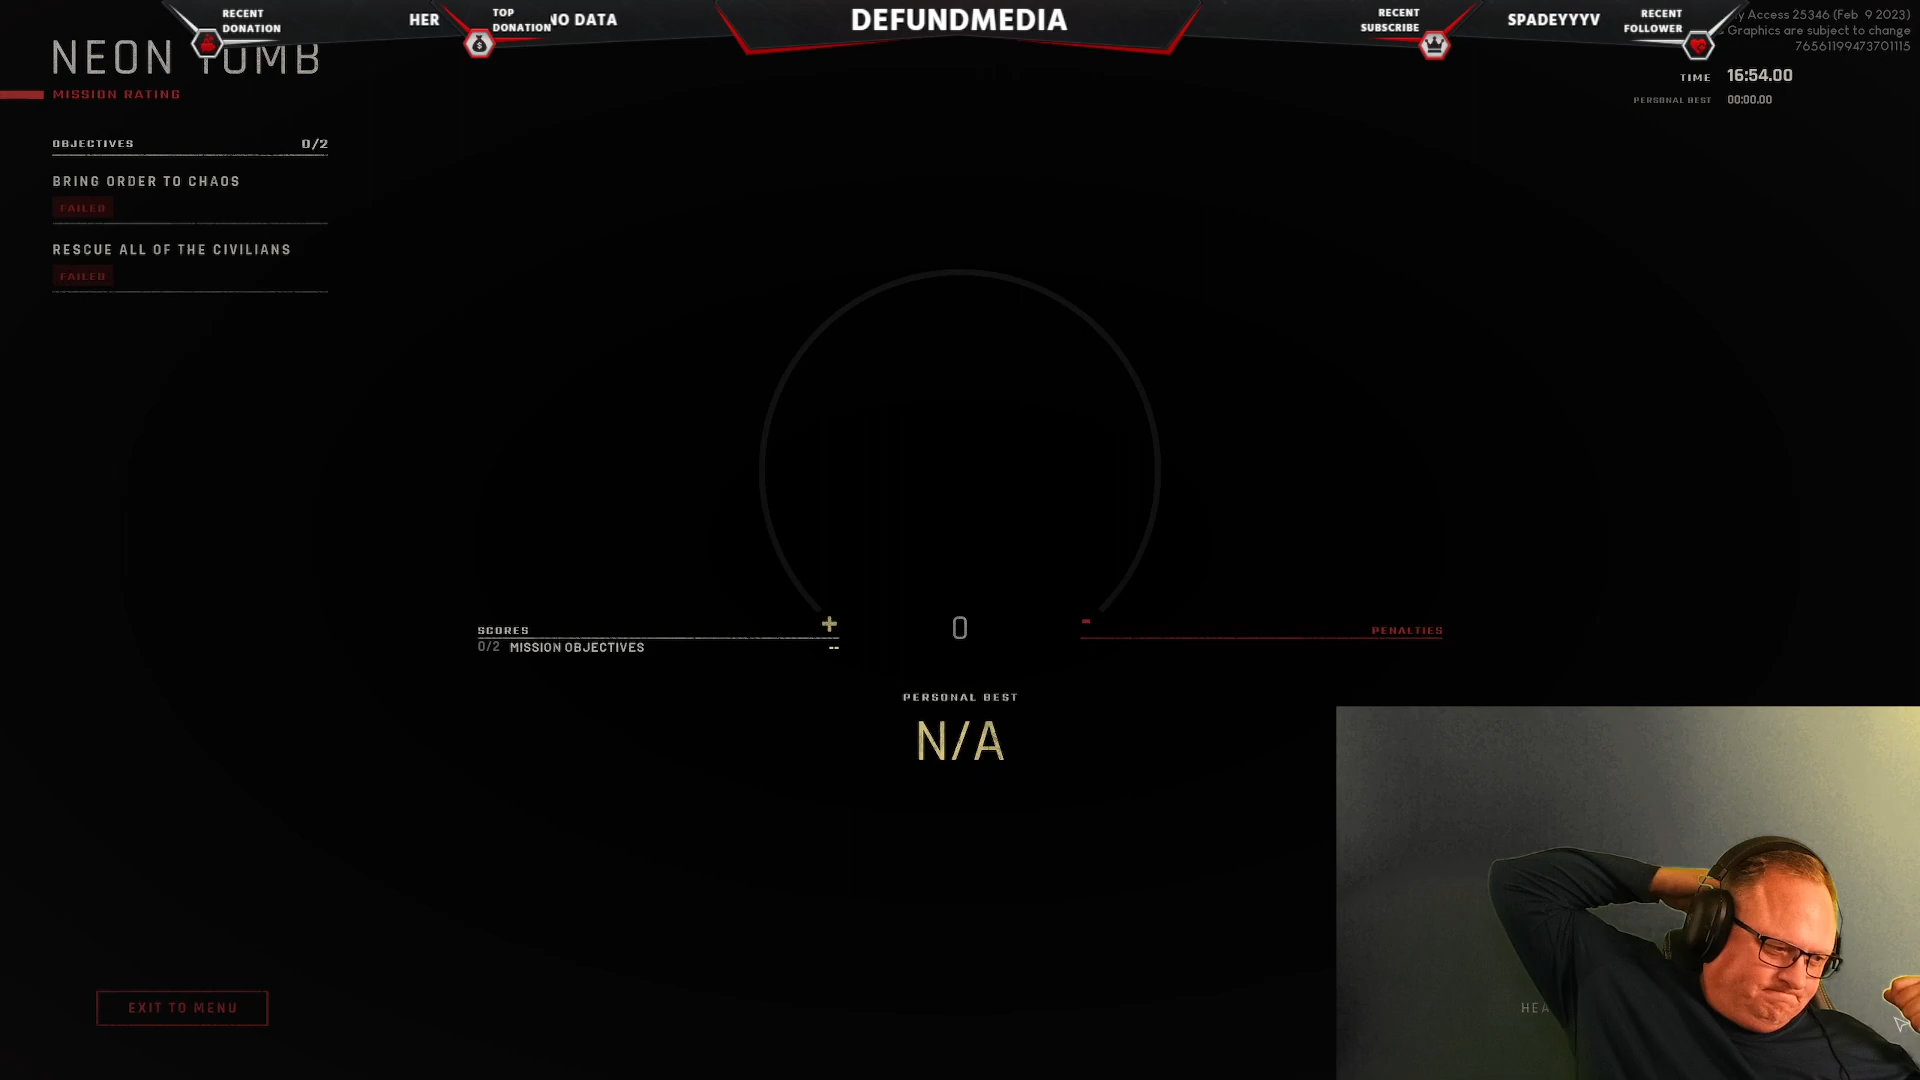 RECENT
DONATION
HER
TOP
DONATION
NO DATA
DEFUNDMEDIA
RECENT
SUBSCRIBE
SPADEYYYV
RECENT
FOLLOWER
Access 25346 (Feb 9 2023)
Graphics are subject to change
76561199473701115
NEON TOMB
MISSION RATING
TIME 16:54.00
PERSONAL BEST 00:00.00
OBJECTIVES 0/2
BRING ORDER TO CHAOS
FAILED
RESCUE ALL OF THE CIVILIANS
FAILED
SCORES +
0/2 MISSION OBJECTIVES --
0
- PENALTIES
PERSONAL BEST
N/A
EXIT TO MENU